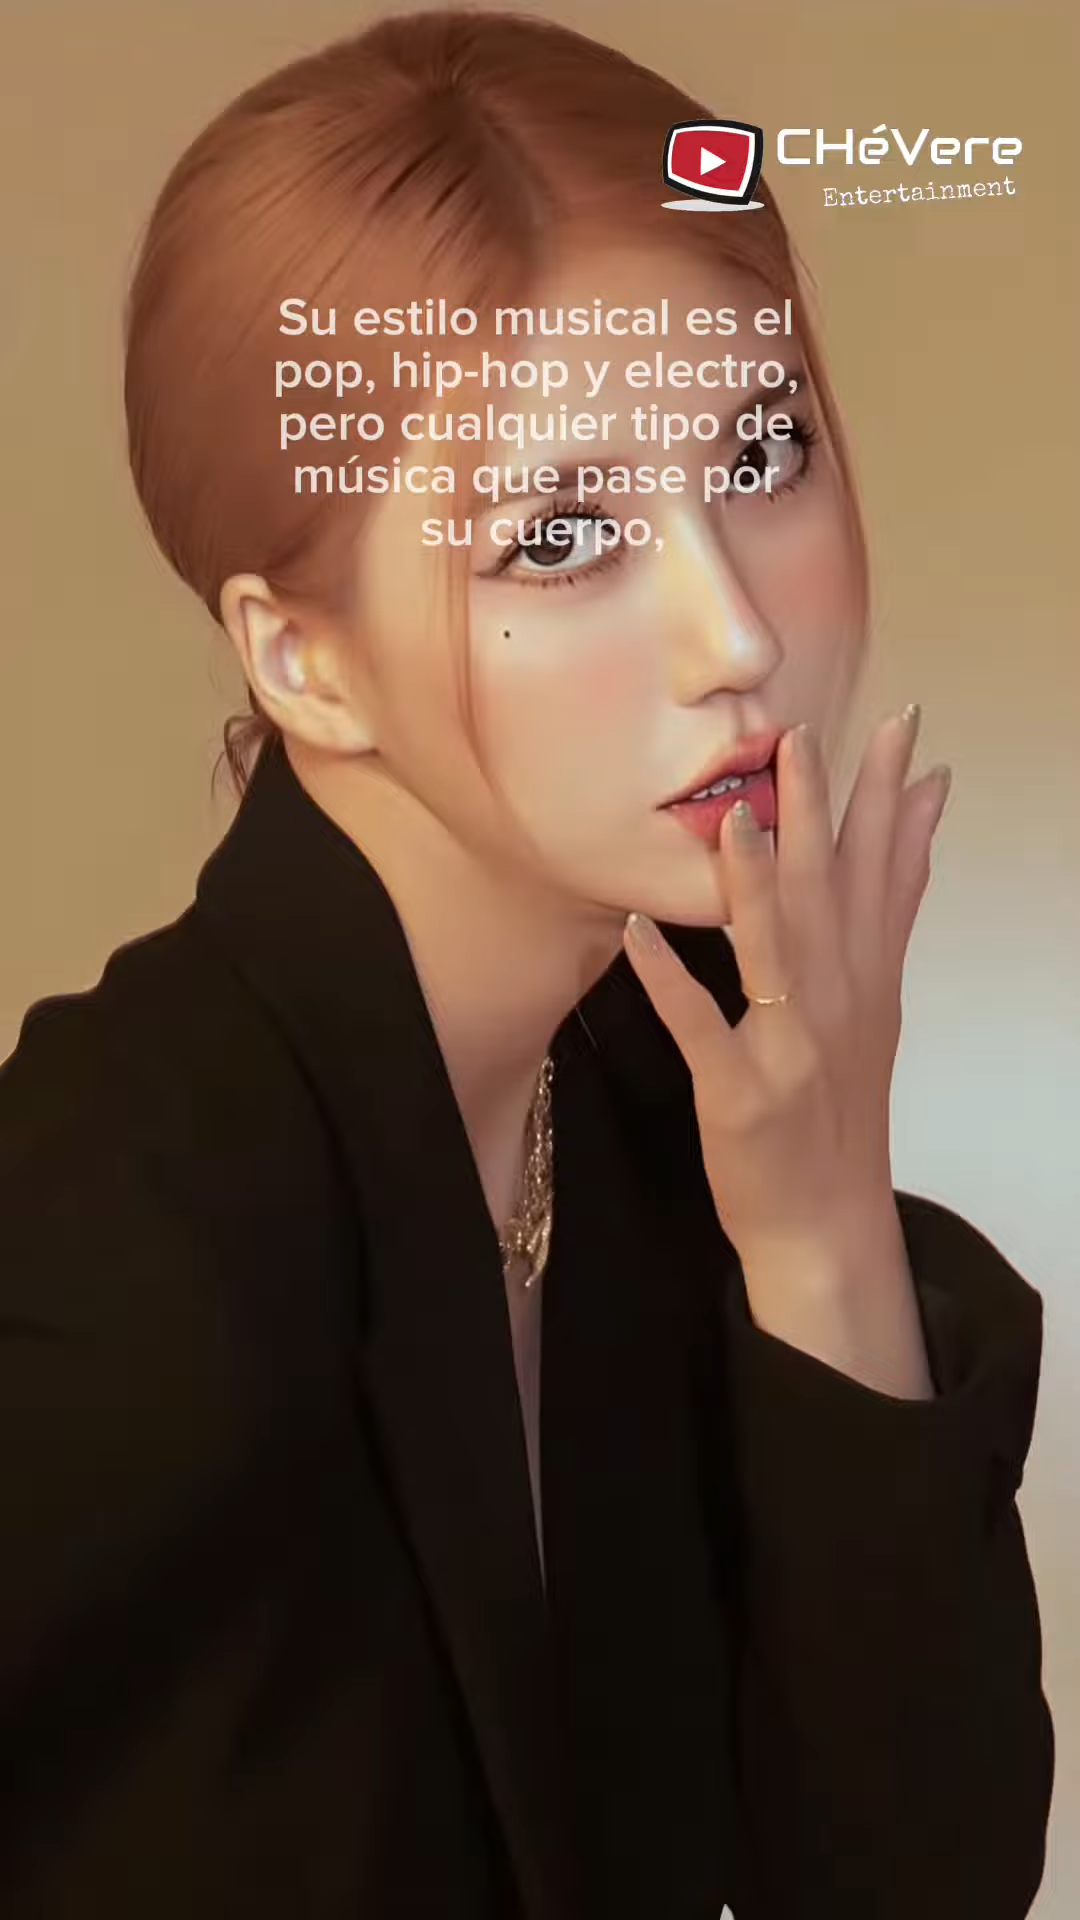 CHéVere
Entertainment
Su estilo musical es el
pop, hip-hop y electro,
pero cualquier tipo de
música que pase por
su cuerpo,